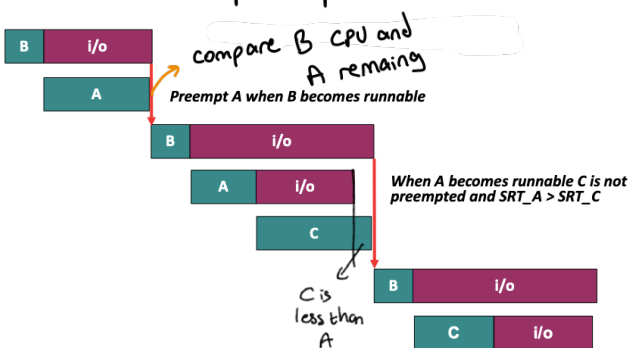 B i/o
compare B CPU and
A remaing
A
Preempt A when B becomes runnable
B i/o
A i/o
When A becomes runnable C is not
preempted and SRT_A > SRT_C
C
C is
less than
A
B i/o
C i/o